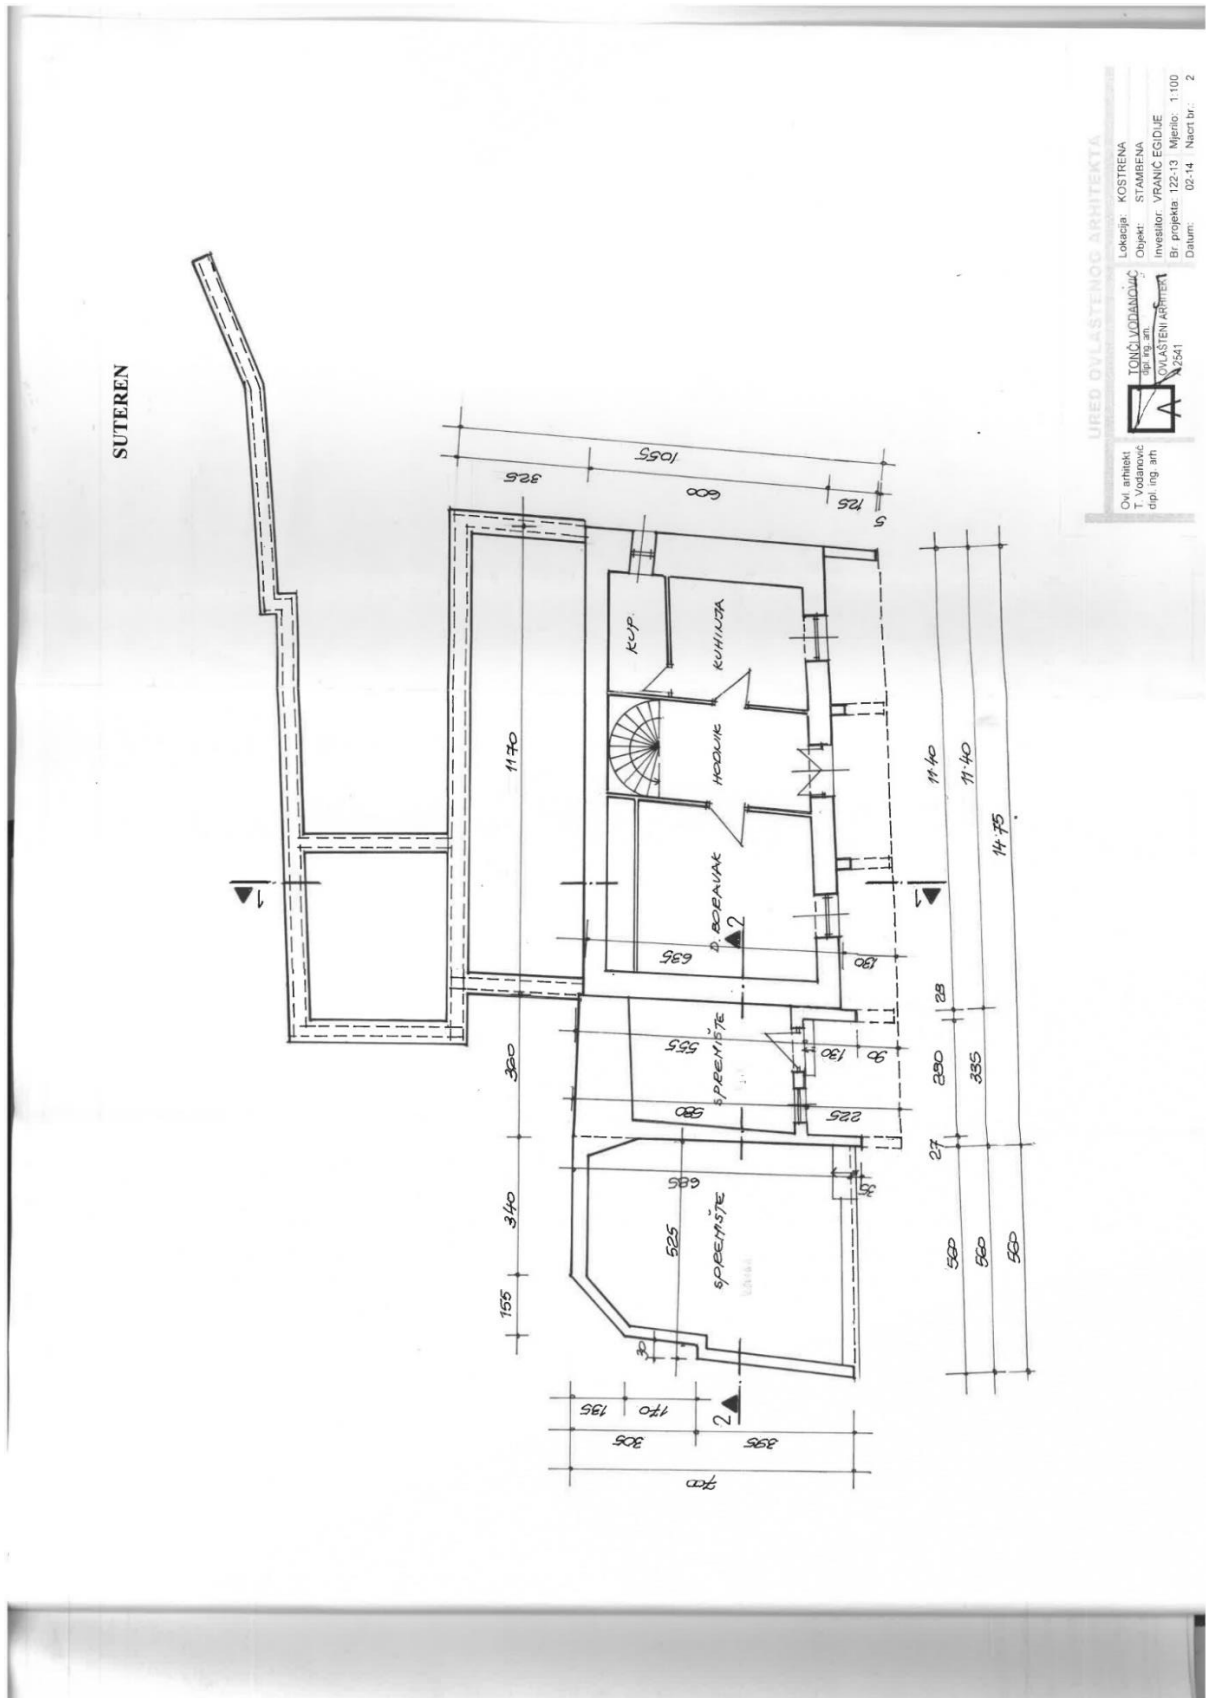 SUTEREN
1170
325
600
1055
125
5
KUP.
KUHINJA
HODNIK
D. BORAVAK
635
130
1
1
2
2
300
340
155
SPREMIŠTE
555
580
130
90
225
SPREMIŠTE
685
525
35
30
135
170
305
395
700
11.40
28
280
27
560
11.40
335
560
14.75
560
URED OVLAŠTENOG ARHITEKTA
Ovl. arhitekt
T. Vodanović
dipl. ing. arh
TONČI VODANOVIĆ
dipl. ing. arh.
OVLAŠTENI ARHITEKT
A 2541
Lokacija: KOSTRENA
Objekt: STAMBENA
Investitor: VRANIĆ EGIDIJE
Br. projekta: 122-13 Mjerilo: 1:100
Datum: 02-14 Nacrt br.: 2